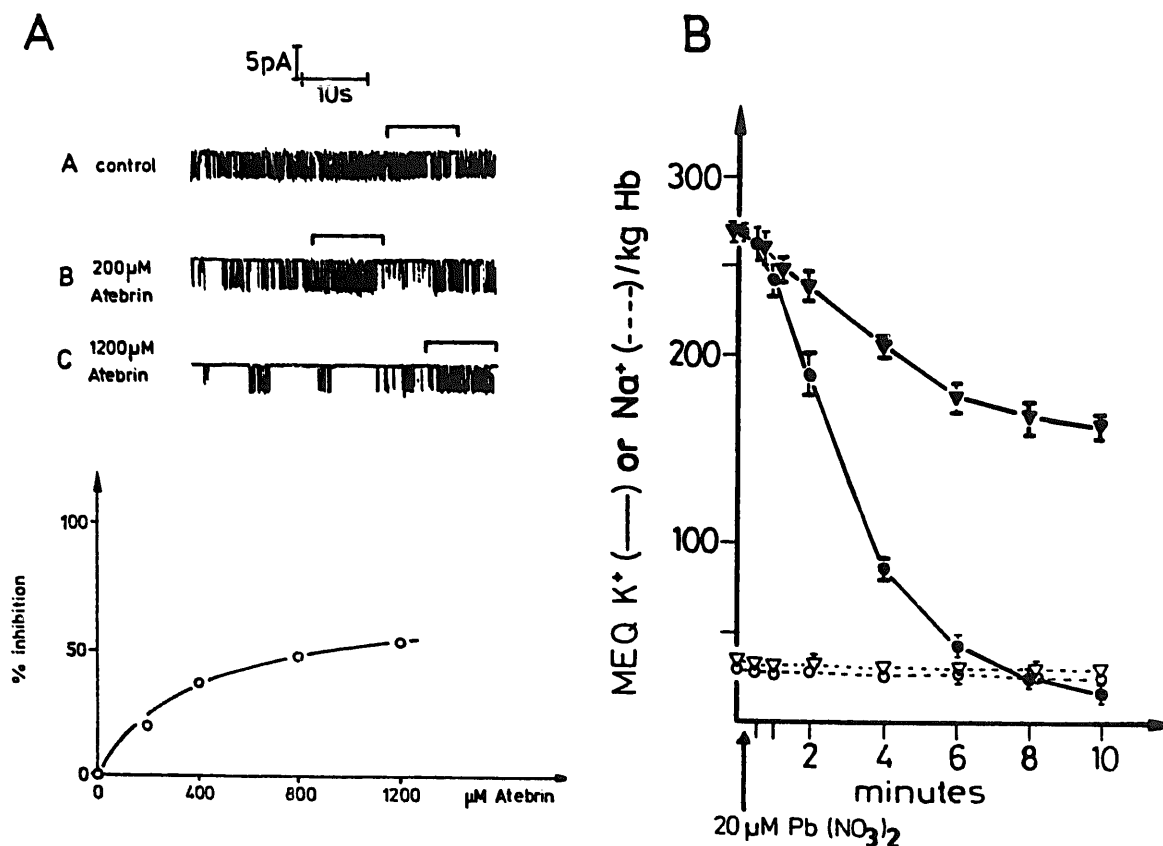 A
5pA
10s
A control
B 200µM Atebrin
C 1200µM Atebrin
% inhibition
100
50
0
0 400 800 1200 µM Atebrin
B
MEQ K⁺ (——) or Na⁺ (----)/kg Hb
300
200
100
2 4 6 8 10
minutes
20 µM Pb (NO₃)₂